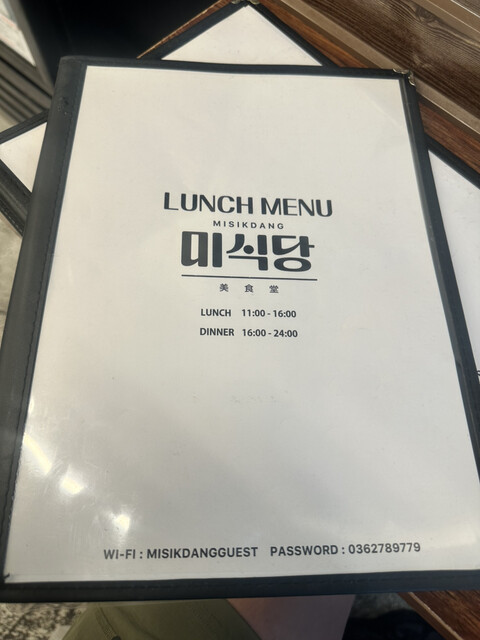 LUNCH MENU
MISIKDANG
미식당
美食堂
LUNCH 11:00 - 16:00
DINNER 16:00 - 24:00
WI-FI : MISIKDANGGUEST PASSWORD : 0362789779